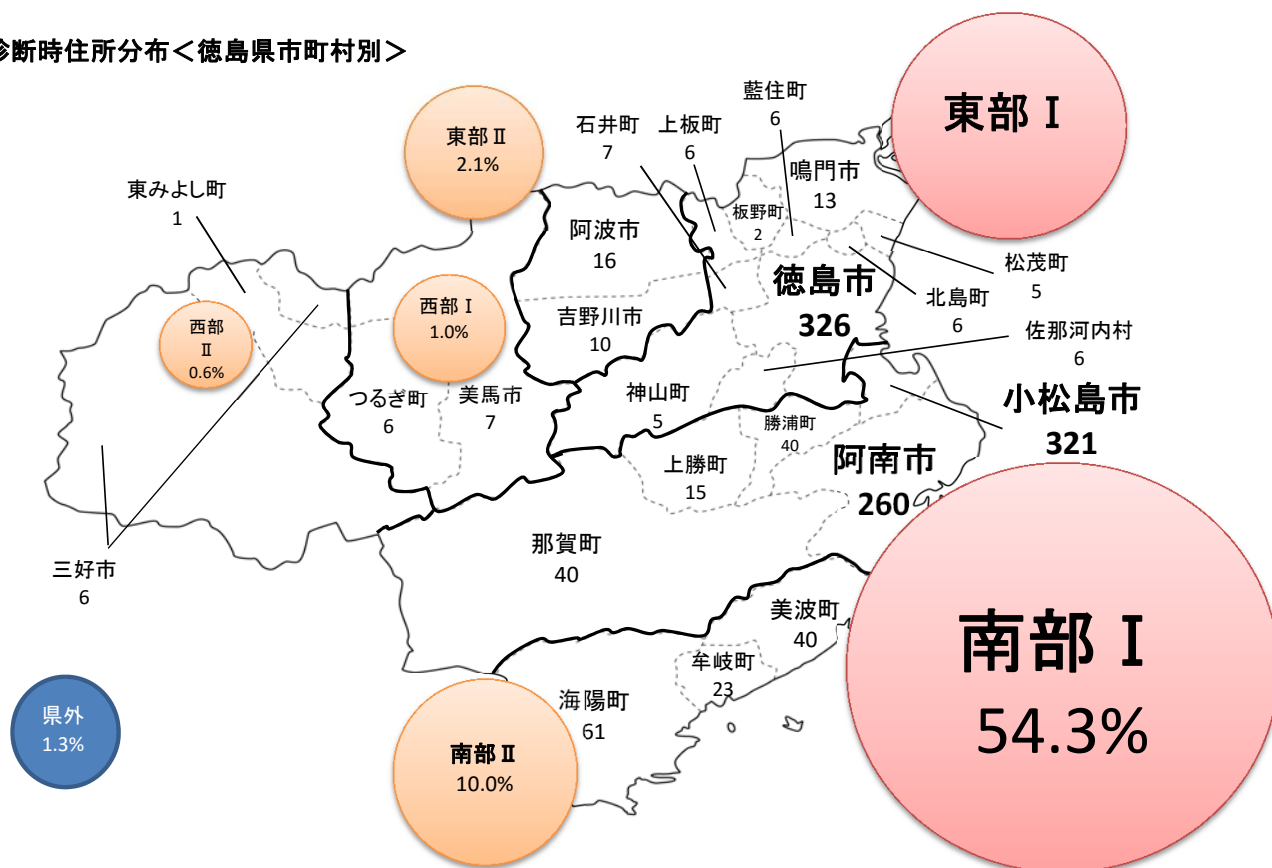 診断時住所分布＜徳島県市町村別＞
東部Ⅰ
東部Ⅱ
2.1%
藍住町
6
石井町
7
上板町
6
鳴門市
13
板野町
2
東みよし町
1
阿波市
16
松茂町
5
徳島市
326
北島町
6
西部Ⅰ
1.0%
吉野川市
10
西部
Ⅱ
0.6%
佐那河内村
6
つるぎ町
6
美馬市
7
神山町
5
勝浦町
40
小松島市
321
上勝町
15
阿南市
260
那賀町
40
三好市
6
美波町
40
牟岐町
23
南部Ⅰ
54.3%
県外
1.3%
海陽町
61
南部Ⅱ
10.0%